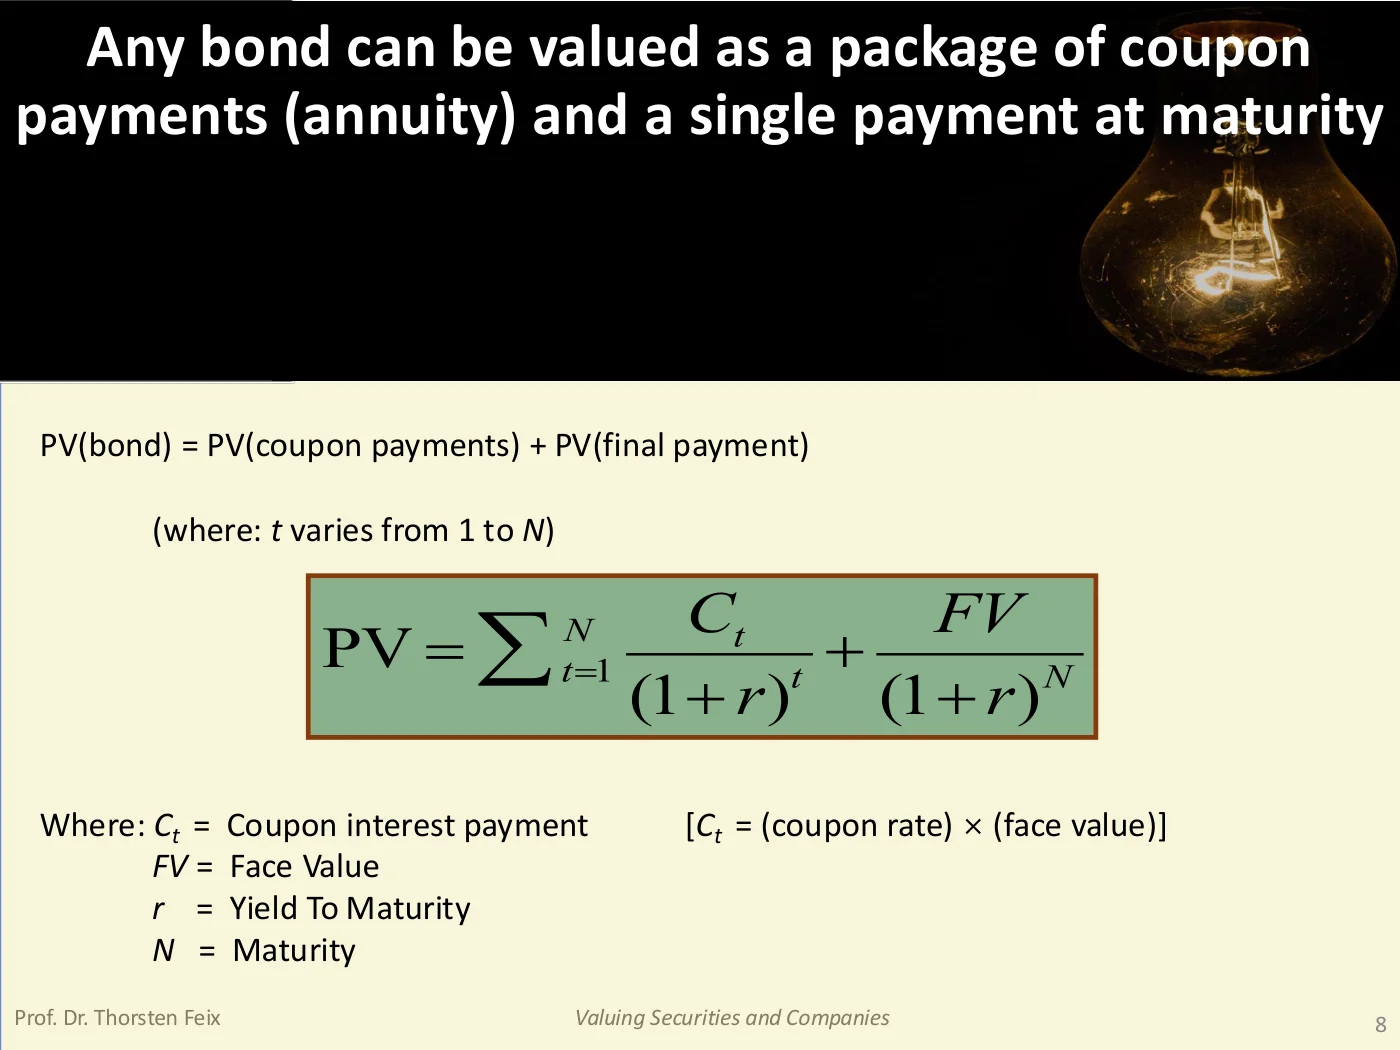 Any bond can be valued as a package of coupon
payments (annuity) and a single payment at maturity
PV(bond) = PV(coupon payments) + PV(final payment)
(where: t varies from 1 to N)
PV = ∑ᴺₜ₌₁ Cₜ/(1+r)ᵗ + FV/(1+r)ᴺ
Where: Cₜ = Coupon interest payment [Cₜ = (coupon rate) × (face value)]
FV = Face Value
r = Yield To Maturity
N = Maturity
Prof. Dr. Thorsten Feix Valuing Securities and Companies 8